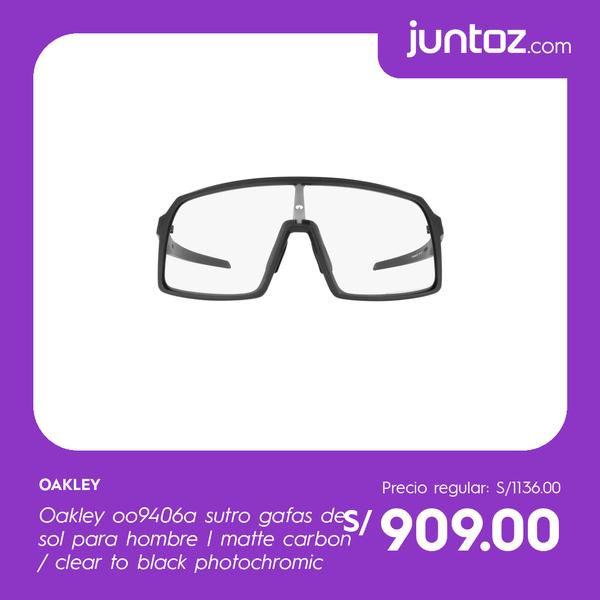 juntoz.com
OAKLEY
Oakley oo9406a sutro gafas de
sol para hombre | matte carbon
/ clear to black photochromic
Precio regular: S/1136.00
S/ 909.00